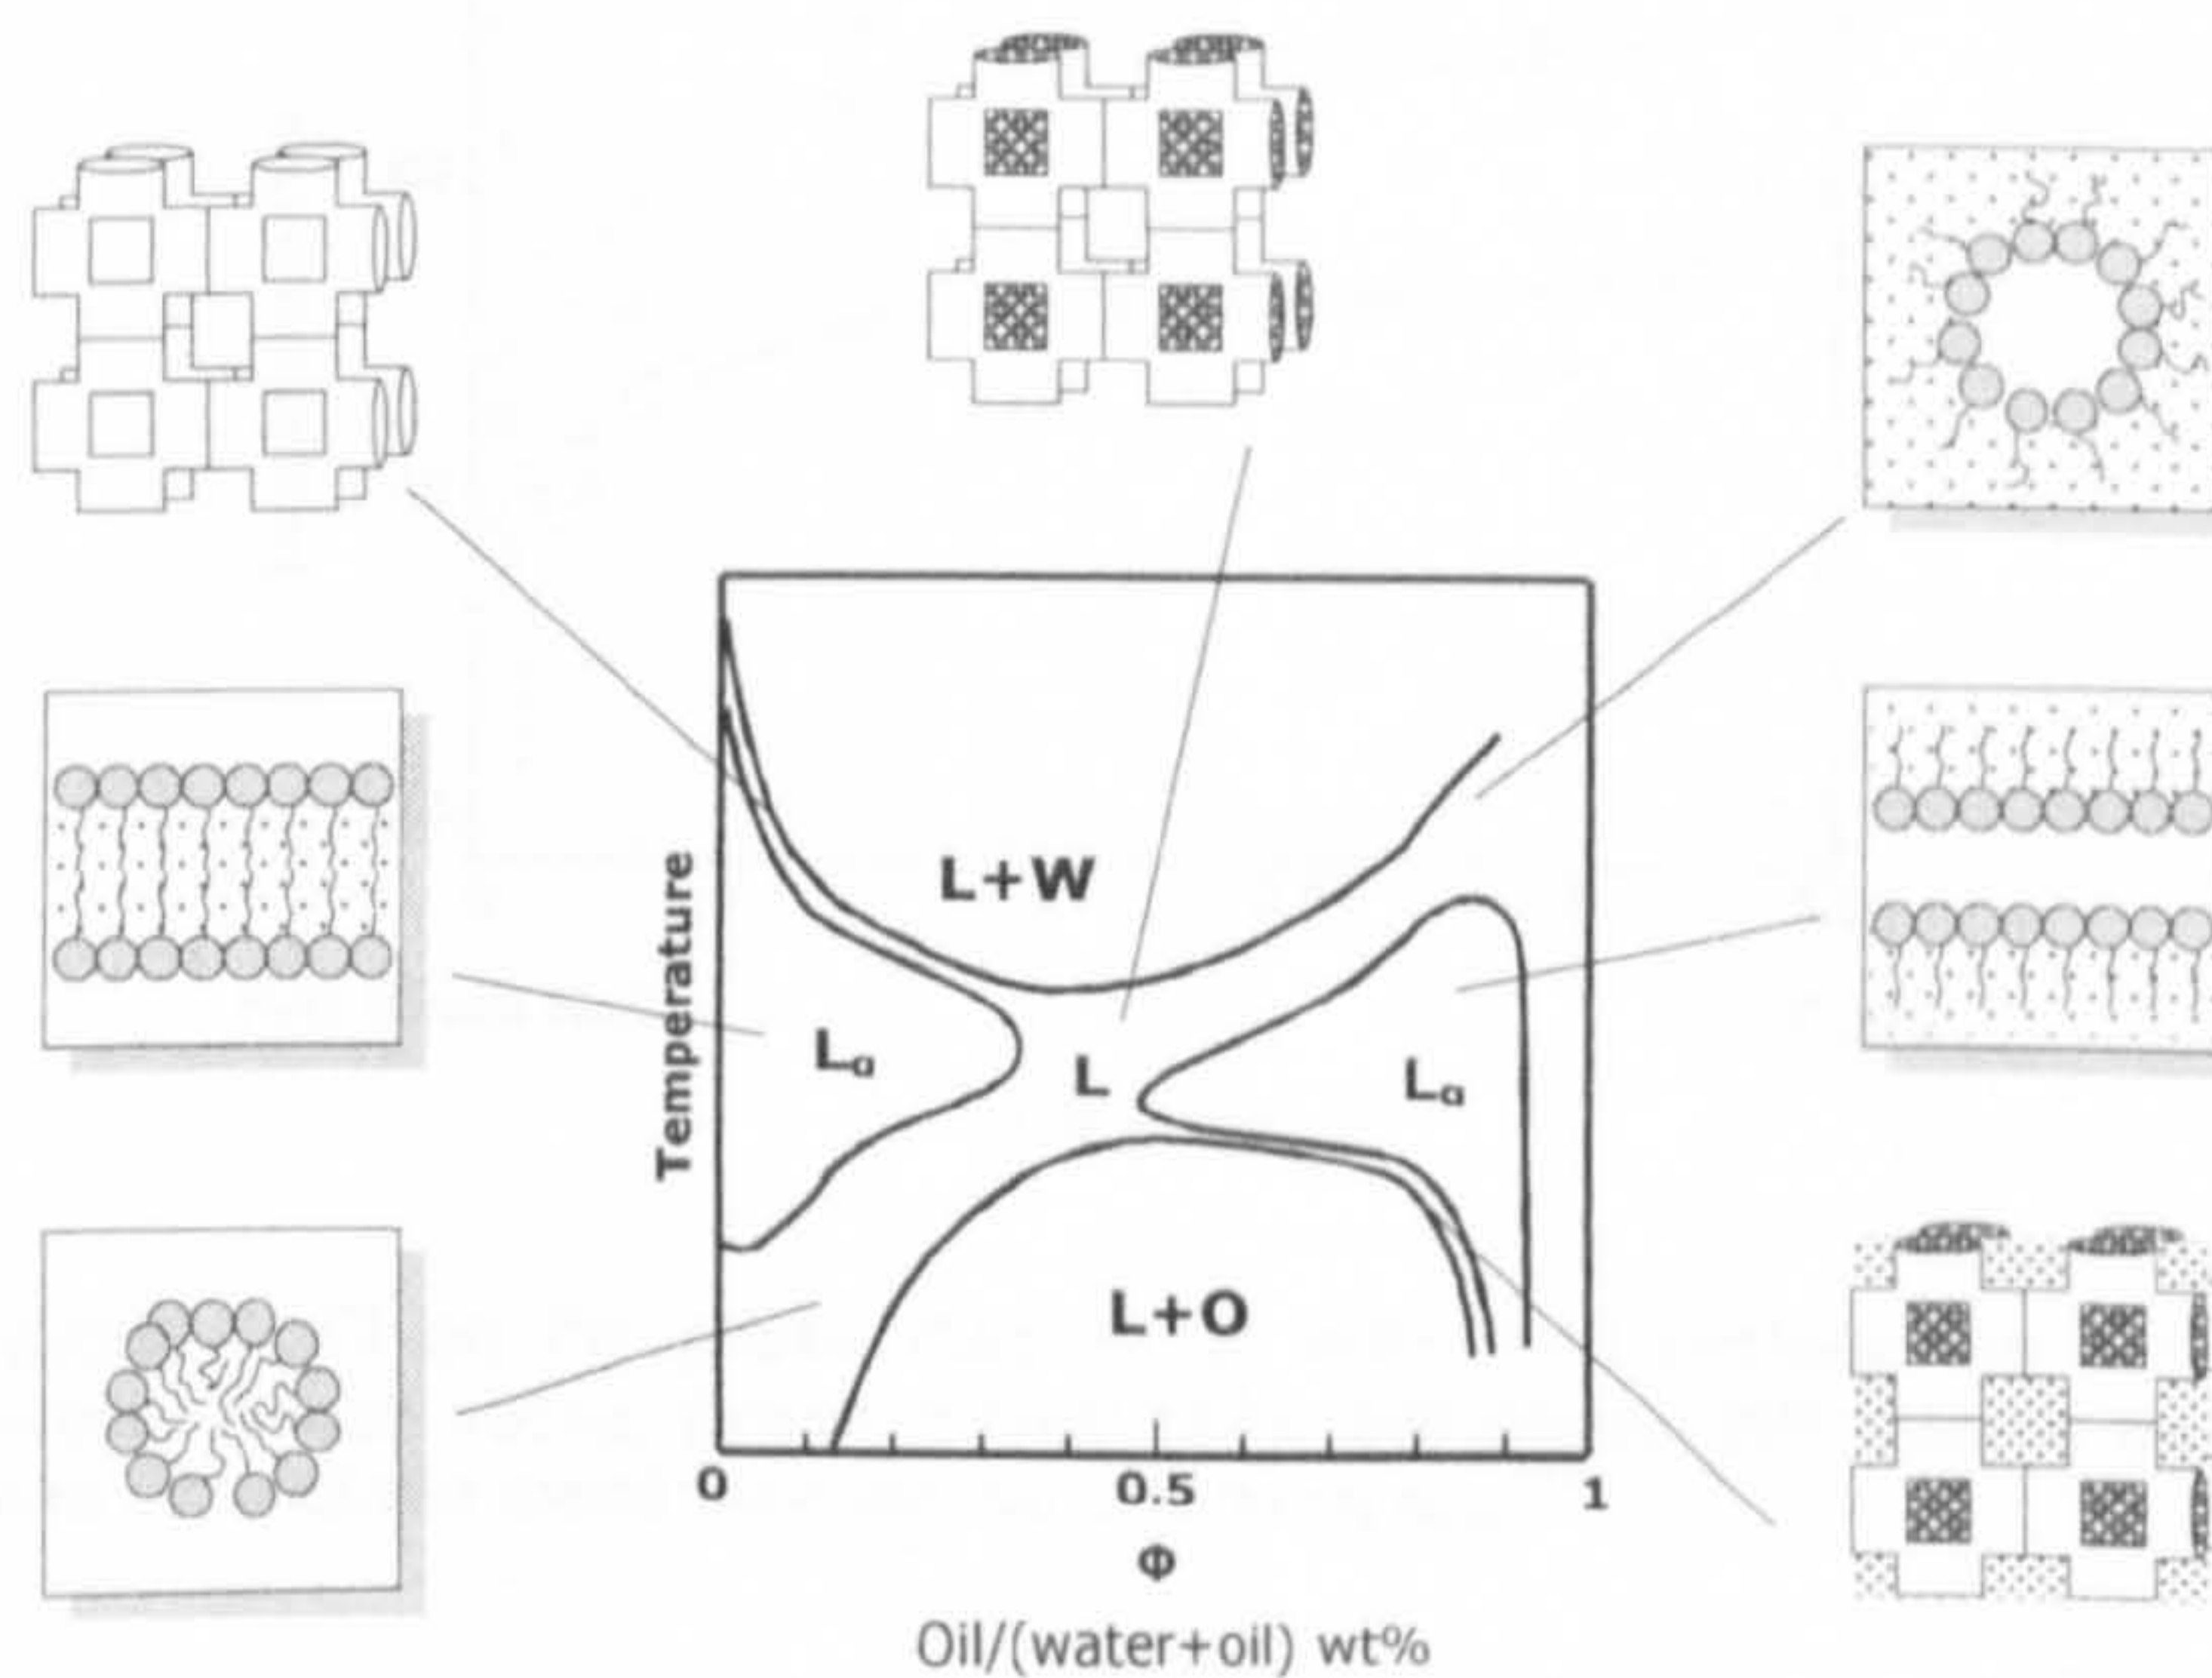 L+W
Temperature
Lα
L
Lα
L+O
0
0.5
1
Φ
Oil/(water+oil) wt%